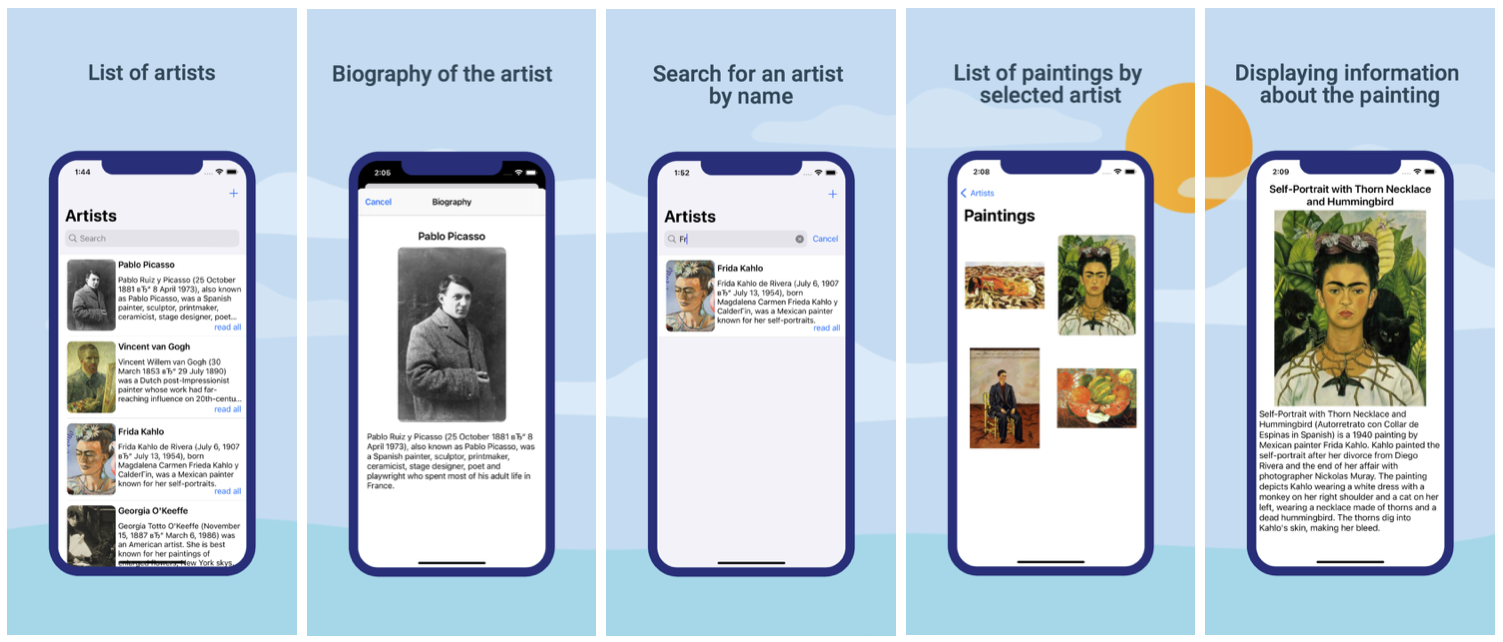 List of artists
1:44
+
Artists
Search
Pablo Picasso
Pablo Ruiz y Picasso (25 October
1881 вЂ“ 8 April 1973), also known
as Pablo Picasso, was a Spanish
painter, sculptor, printmaker,
ceramicist, stage designer, poet...
read all
Vincent van Gogh
Vincent Willem van Gogh (30
March 1853 вЂ“ 29 July 1890)
was a Dutch post-Impressionist
painter whose work had far-
reaching influence on 20th-centu...
read all
Frida Kahlo
Frida Kahlo de Rivera (July 6, 1907
вЂ“ July 13, 1954), born
Magdalena Carmen Frieda Kahlo y
CalderГіn, was a Mexican painter
known for her self-portraits.
read all
Georgia O'Keeffe
Georgia Totto O'Keeffe (November
15, 1887 вЂ“ March 6, 1986) was
an American artist. She is best
known for her paintings of
enlarged flowers, New York skys...
Biography of the artist
2:05
Cancel
Biography
Pablo Picasso
Pablo Ruiz y Picasso (25 October 1881 вЂ“ 8
April 1973), also known as Pablo Picasso, was
a Spanish painter, sculptor, printmaker,
ceramicist, stage designer, poet and
playwright who spent most of his adult life in
France.
Search for an artist
by name
1:52
+
Artists
Fr
Cancel
Frida Kahlo
Frida Kahlo de Rivera (July 6, 1907
вЂ“ July 13, 1954), born
Magdalena Carmen Frieda Kahlo y
CalderГіn, was a Mexican painter
known for her self-portraits.
read all
List of paintings by
selected artist
2:08
Artists
Paintings
Displaying information
about the painting
2:09
Self-Portrait with Thorn Necklace
and Hummingbird
Self-Portrait with Thorn Necklace and
Hummingbird (Autorretrato con Collar de
Espinas in Spanish) is a 1940 painting by
Mexican painter Frida Kahlo. Kahlo painted the
self-portrait after her divorce from Diego
Rivera and the end of her affair with
photographer Nickolas Muray. The painting
depicts Kahlo wearing a white dress with a
monkey on her right shoulder and a cat on her
left, wearing a necklace made of thorns and a
dead hummingbird. The thorns dig into
Kahlo's skin, making her bleed.